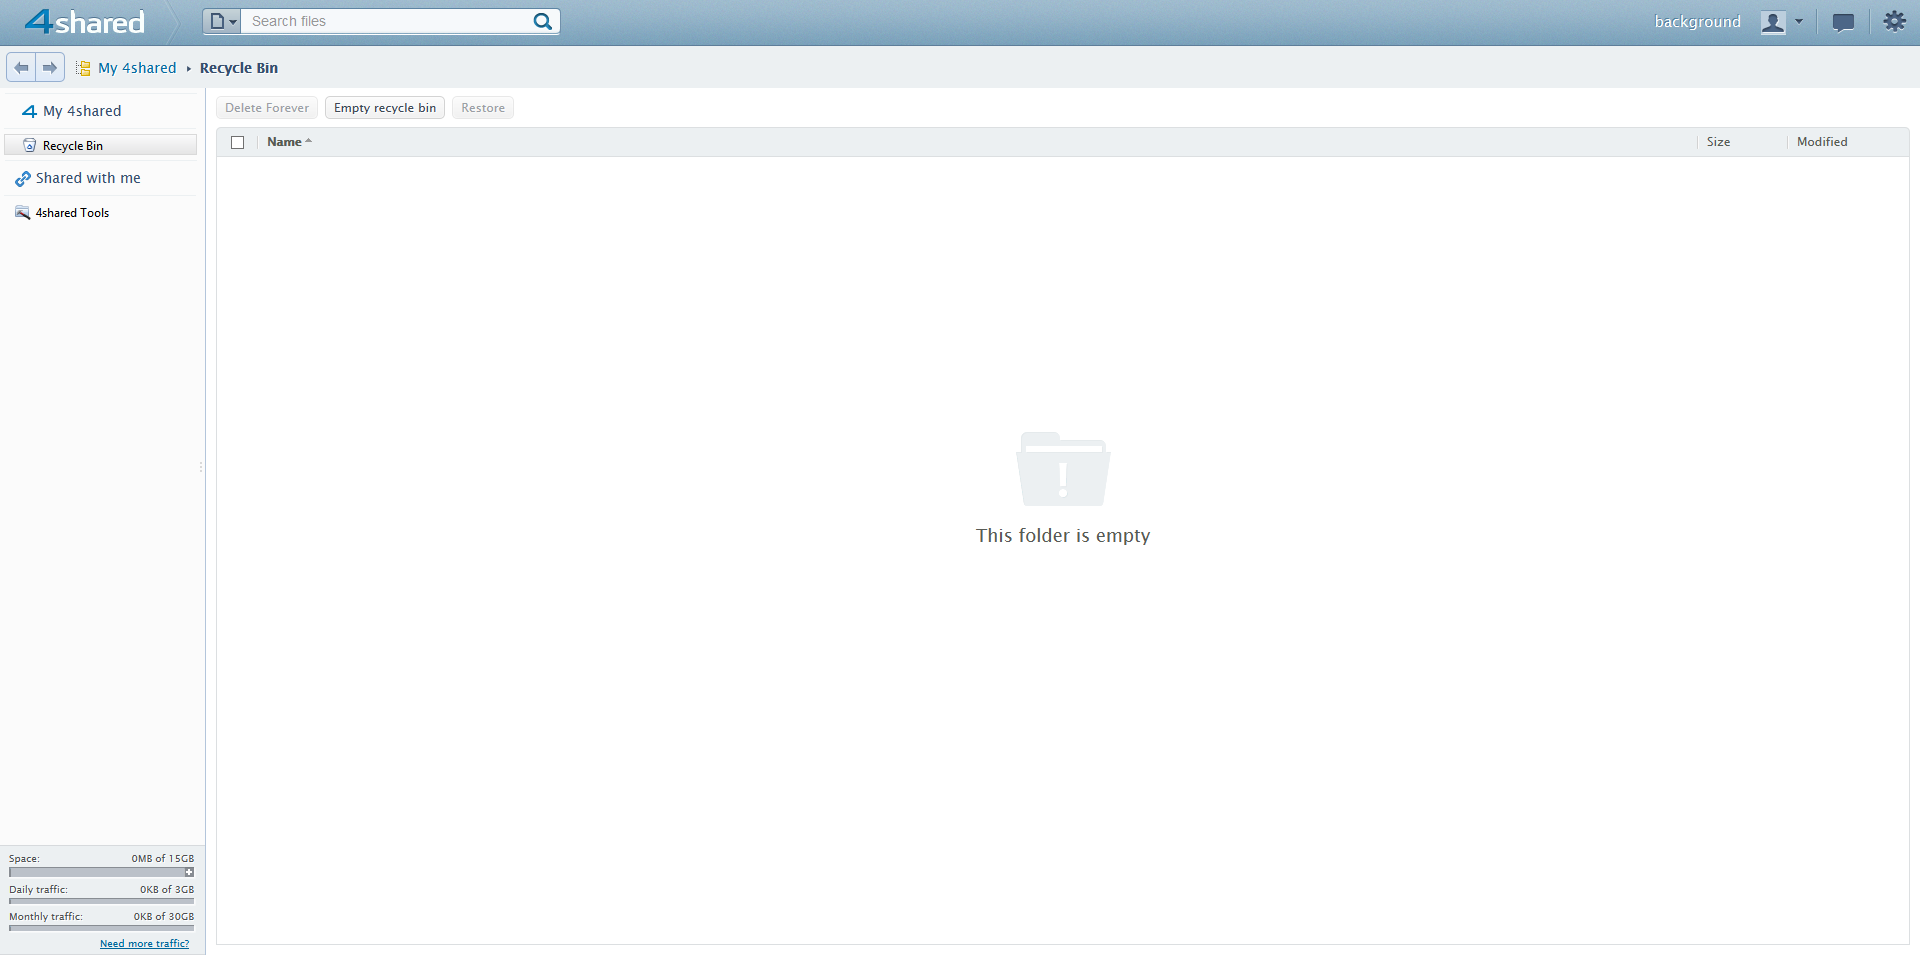 4shared
Search files
background
My 4shared
Recycle Bin
My 4shared
Recycle Bin
Shared with me
4shared Tools
Delete Forever
Empty recycle bin
Restore
Name
Size
Modified
This folder is empty
Space: 0MB of 15GB
Daily traffic: 0KB of 3GB
Monthly traffic: 0KB of 30GB
Need more traffic?